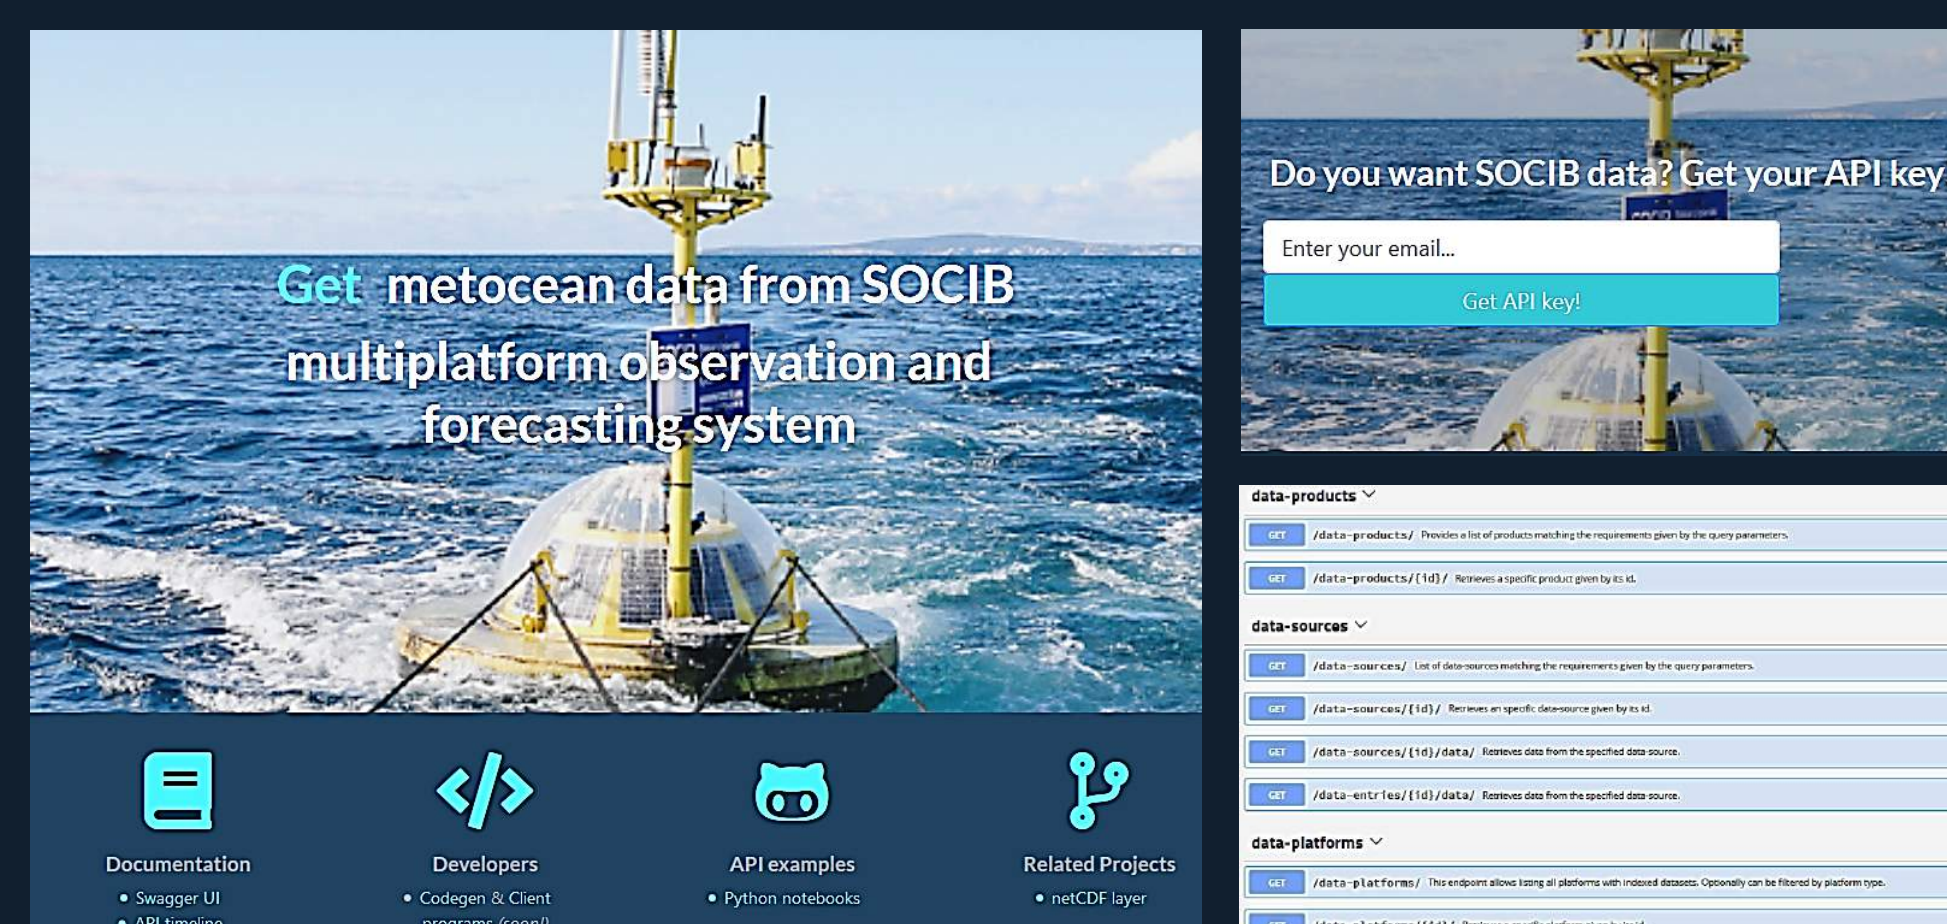 Get metocean data from SOCIB
multiplatform observation and
forecasting system
Documentation
Swagger UI
API timeline
Developers
Codegen & Client
programs (soon!)
API examples
Python notebooks
Related Projects
netCDF layer
Do you want SOCIB data? Get your API key
Enter your email...
Get API key!
data-products
GET /data-products/ Provides a list of products matching the requirements given by the query parameters.
GET /data-products/{id}/ Retrieves a specific product given by its id.
data-sources
GET /data-sources/ List of data-sources matching the requirements given by the query parameters.
GET /data-sources/{id}/ Retrieves an specific data-source given by its id.
GET /data-sources/{id}/data/ Retrieves data from the specified data-source.
GET /data-entries/{id}/data/ Retrieves data from the specified data-source.
data-platforms
GET /data-platforms/ This endpoint allows listing all platforms with indexed datasets. Optionally can be filtered by platform type.